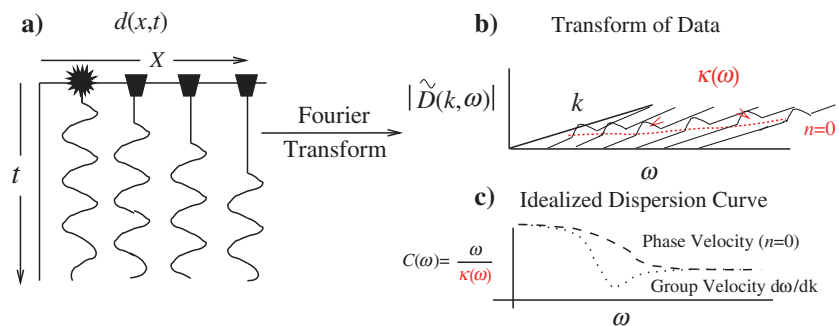 a)
d(x,t)
X
t
Fourier
Transform
b)
Transform of Data
|D̃(k,ω)|
k
κ(ω)
n=0
ω
c)
Idealized Dispersion Curve
C(ω)= ω / κ(ω)
Phase Velocity (n=0)
Group Velocity dω/dk
ω